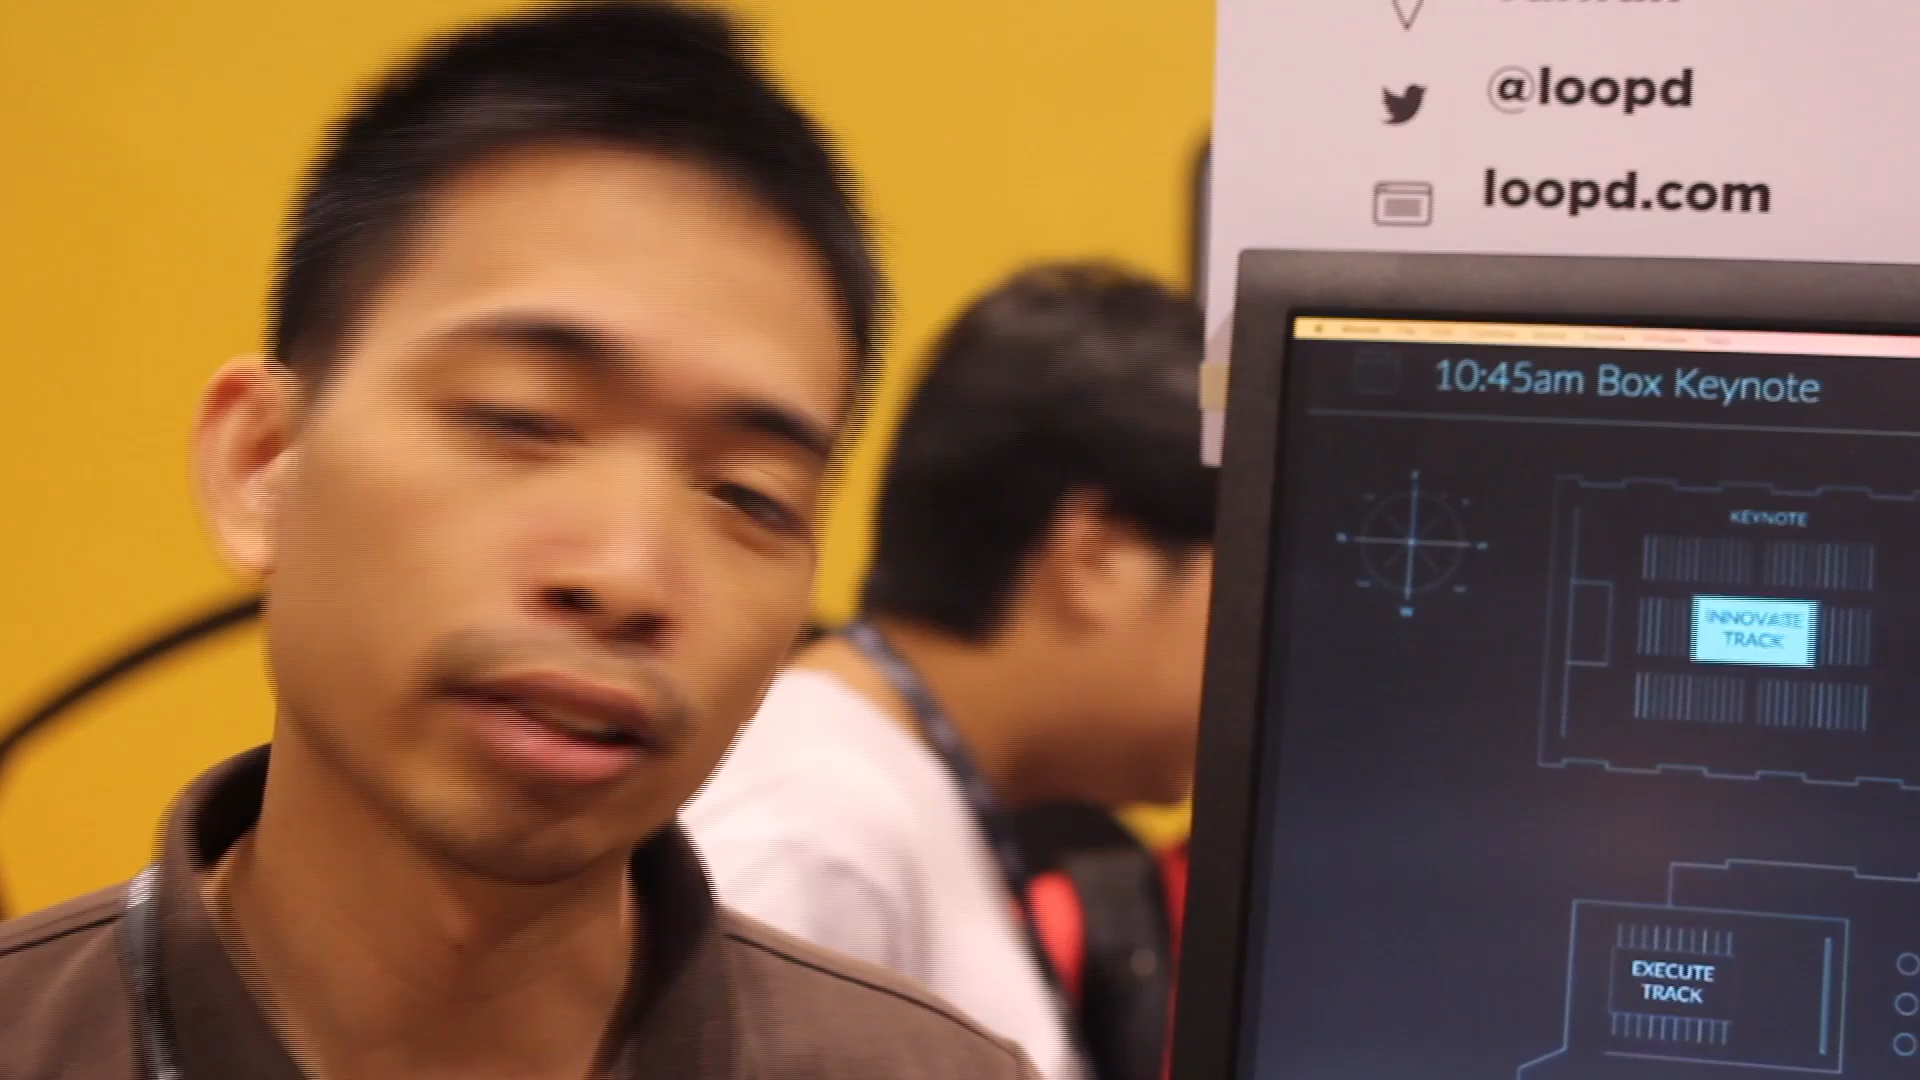 @loopd
loopd.com
10:45am Box Keynote
KEYNOTE
INNOVATE
TRACK
EXECUTE
TRACK